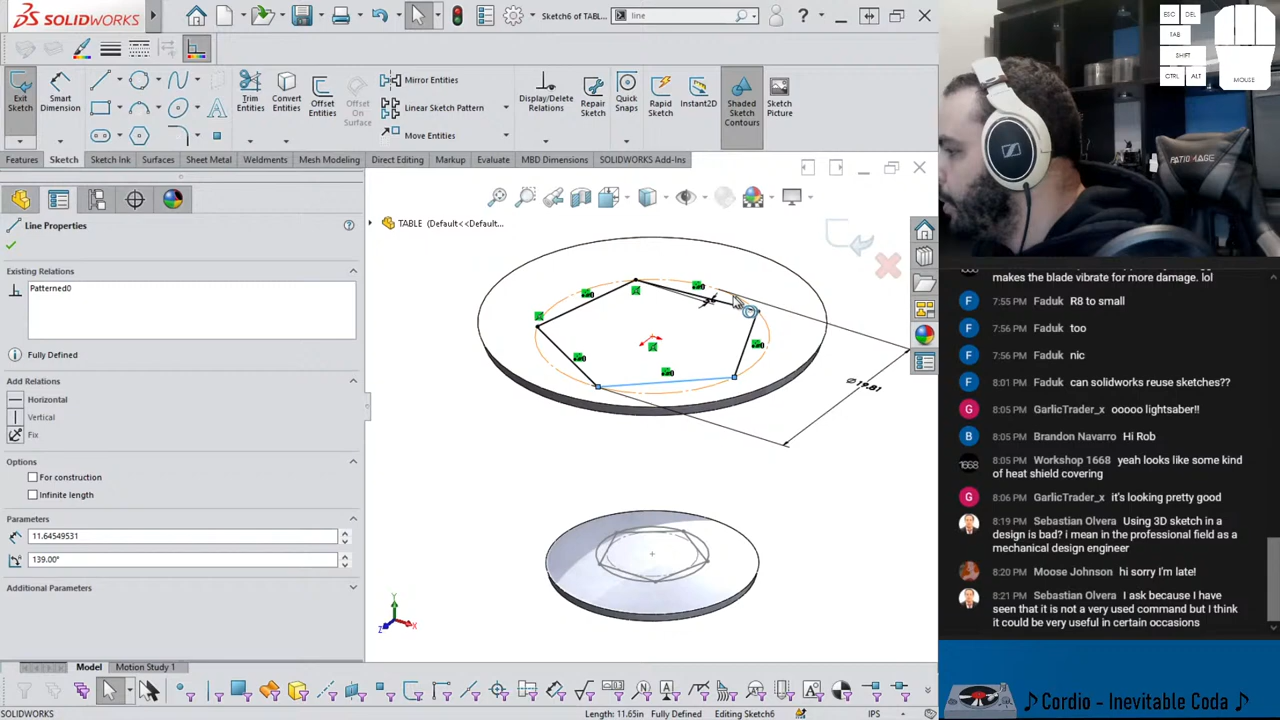 SOLIDWORKS
Sketch6 of TABL...
line
Exit Sketch
Smart Dimension
Trim Entities
Convert Entities
Offset Entities
Offset On Surface
Mirror Entities
Linear Sketch Pattern
Move Entities
Display/Delete Relations
Repair Sketch
Quick Snaps
Rapid Sketch
Instant2D
Shaded Sketch Contours
Sketch Picture
Features
Sketch
Sketch Ink
Surfaces
Sheet Metal
Weldments
Mesh Modeling
Direct Editing
Markup
Evaluate
MBD Dimensions
SOLIDWORKS Add-Ins
Line Properties
Existing Relations
Patterned0
Fully Defined
Add Relations
Horizontal
Vertical
Fix
Options
For construction
Infinite length
Parameters
11.64549531
139.00°
Additional Parameters
TABLE (Default<<Default...
Ø19.81
Y
X
Z
Model
Motion Study 1
Length: 11.65in
Fully Defined
Editing Sketch6
IPS
ESC
DEL
TAB
SHIFT
CTRL
ALT
MOUSE
PATIOMAGE
makes the blade vibrate for more damage. lol
F 7:55 PM Faduk R8 to small
F 7:56 PM Faduk too
F 7:56 PM Faduk nic
F 8:01 PM Faduk can solidworks reuse sketches??
G 8:05 PM GarlicTrader_x ooooo lightsaber!!
B 8:05 PM Brandon Navarro Hi Rob
1668 8:05 PM Workshop 1668 yeah looks like some kind
of heat shield covering
G 8:06 PM GarlicTrader_x it's looking pretty good
8:19 PM Sebastian Olvera Using 3D sketch in a
design is bad? i mean in the professional field as a
mechanical design engineer
8:20 PM Moose Johnson hi sorry I'm late!
8:21 PM Sebastian Olvera I ask because I have
seen that it is not a very used command but I think
it could be very useful in certain occasions
♪ Cordio - Inevitable Coda ♪